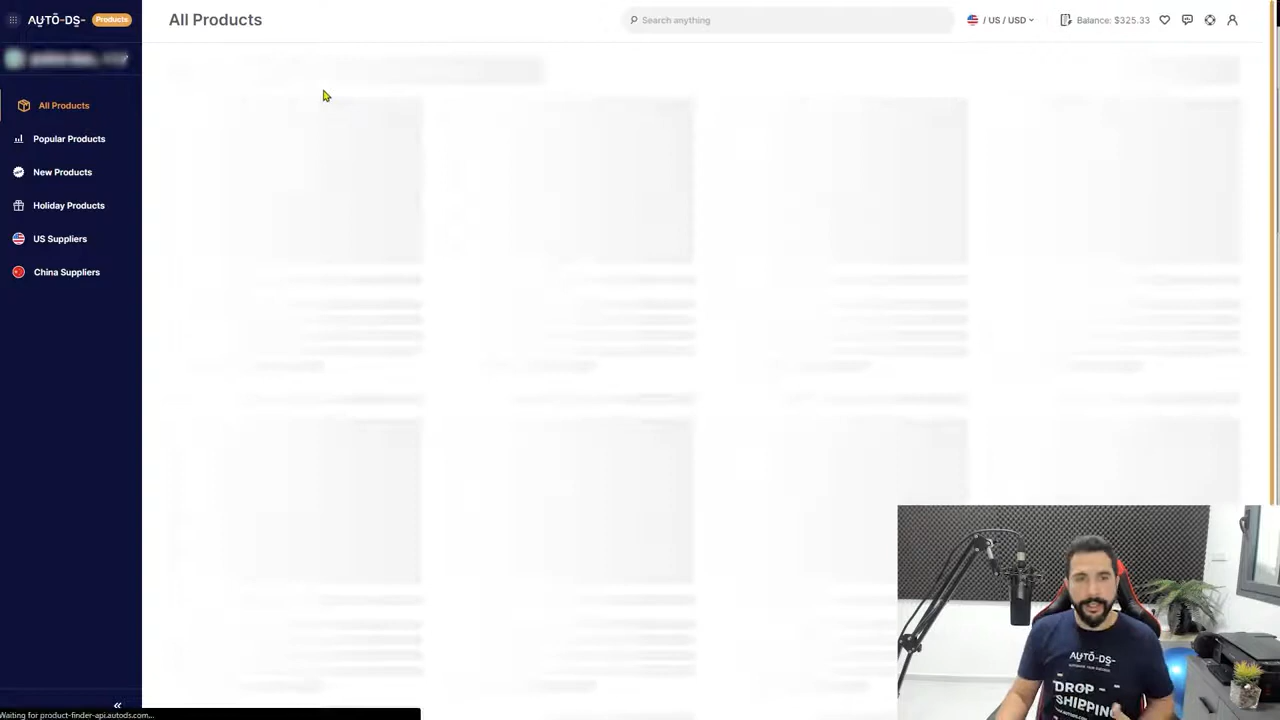 AUTO-DS- Products
All Products
Search anything
/ US / USD
Balance: $325.33
All Products
Popular Products
New Products
Holiday Products
US Suppliers
China Suppliers
Waiting for product-finder-api.autods.com...
AUTO-DS-
DROP
SHIPPING